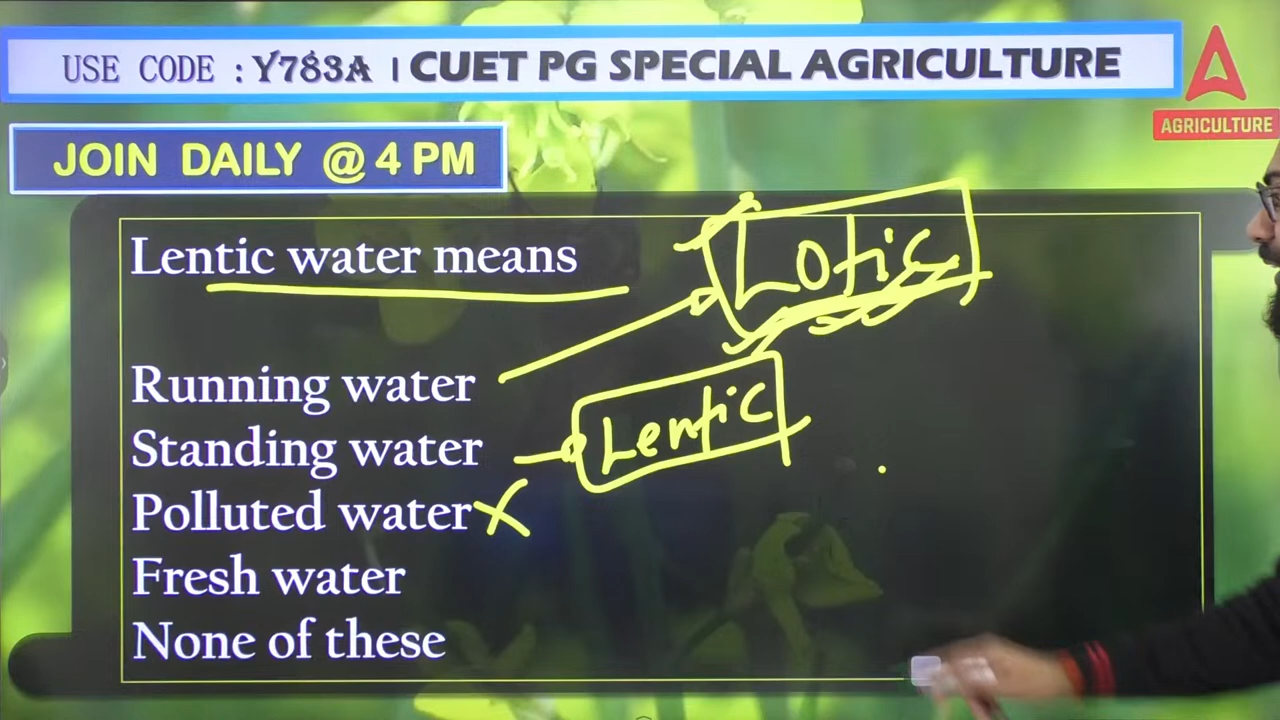 USE CODE : Y783A | CUET PG SPECIAL AGRICULTURE
AGRICULTURE
JOIN DAILY @ 4 PM
Lentic water means
Lotic
Running water
Lentic
Standing water
Polluted water X
Fresh water
None of these